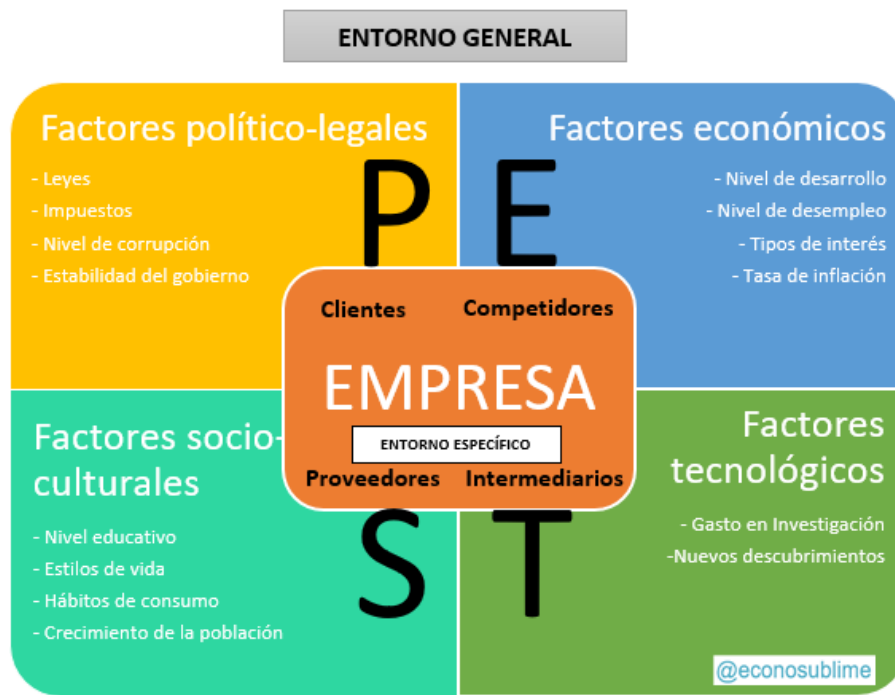 ENTORNO GENERAL
Factores político-legales
- Leyes
- Impuestos
- Nivel de corrupción
- Estabilidad del gobierno
P
Factores económicos
- Nivel de desarrollo
- Nivel de desempleo
- Tipos de interés
- Tasa de inflación
E
Clientes Competidores
EMPRESA
ENTORNO ESPECÍFICO
Proveedores Intermediarios
Factores socio-
culturales
- Nivel educativo
- Estilos de vida
- Hábitos de consumo
- Crecimiento de la población
S
Factores
tecnológicos
- Gasto en Investigación
-Nuevos descubrimientos
T
@econosublime